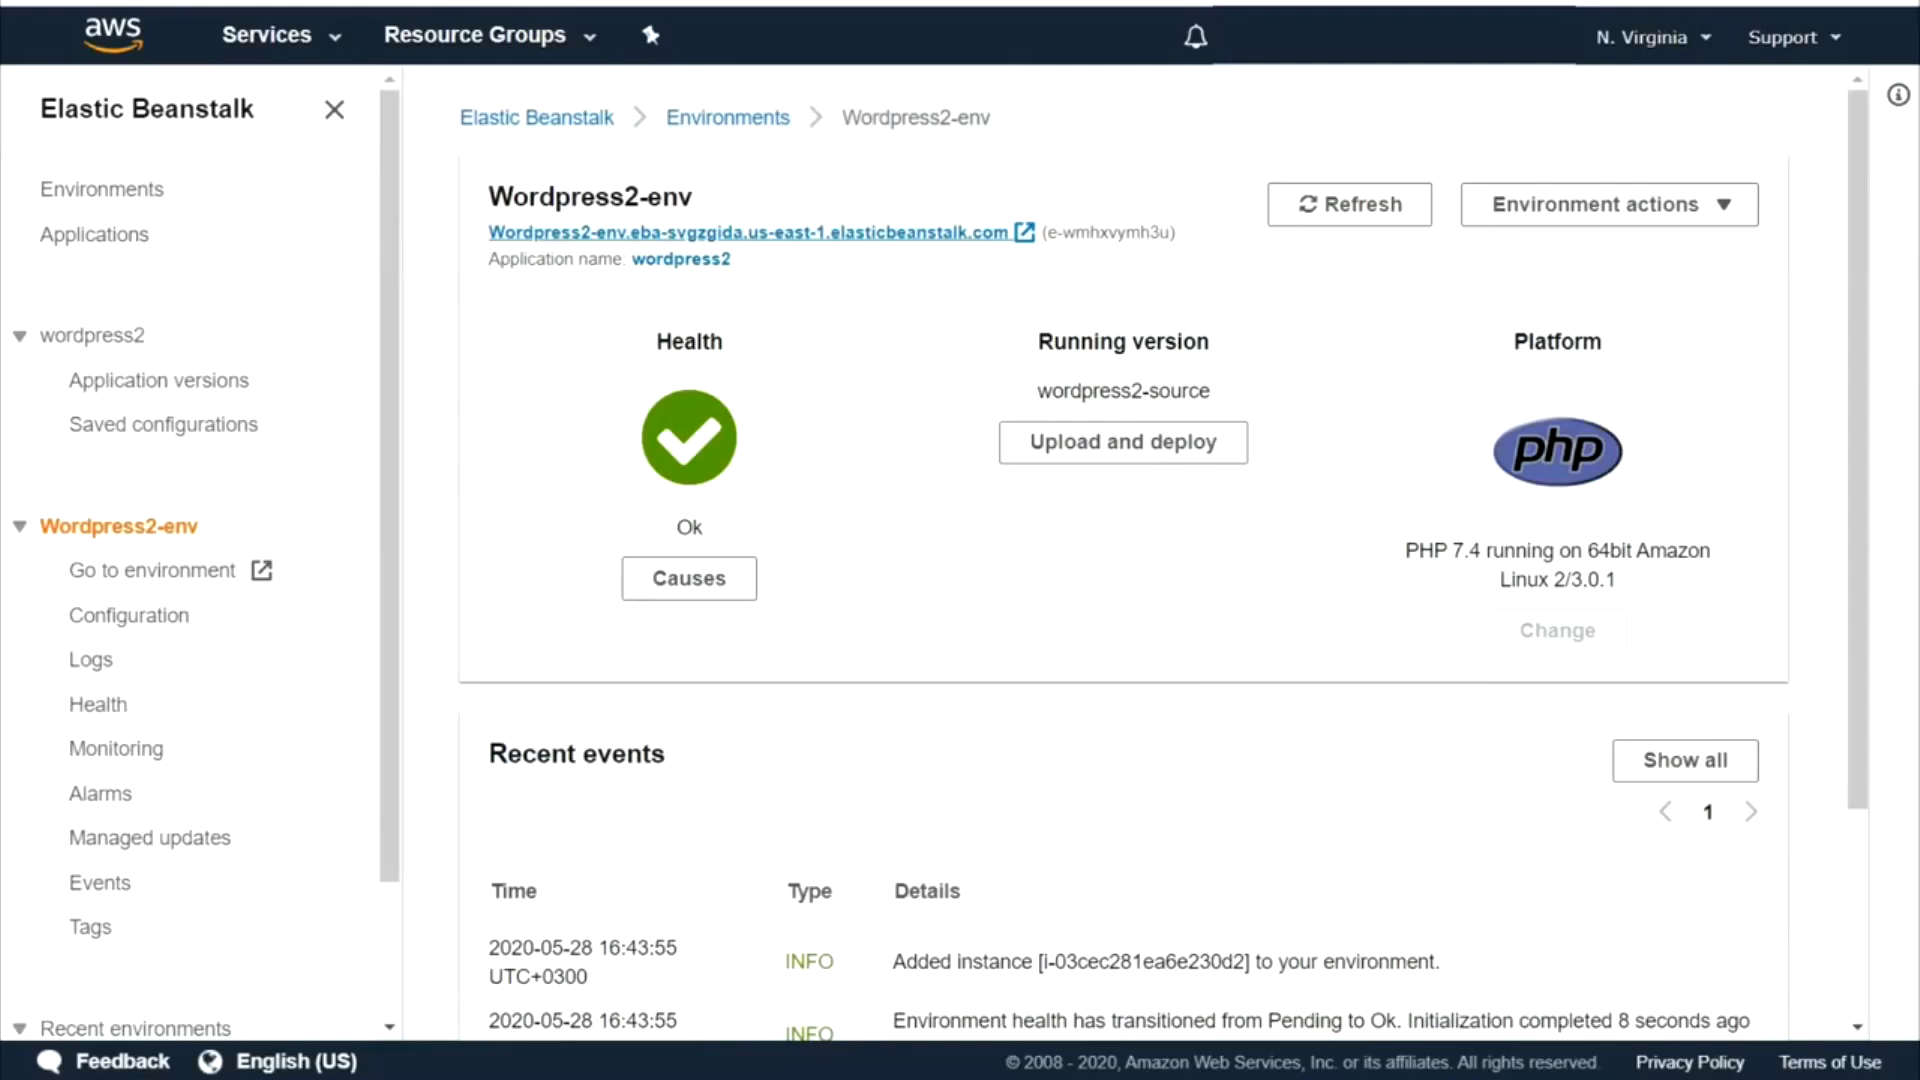 aws
Services
Resource Groups
N. Virginia
Support
Elastic Beanstalk
Environments
Applications
wordpress2
Application versions
Saved configurations
Wordpress2-env
Go to environment
Configuration
Logs
Health
Monitoring
Alarms
Managed updates
Events
Tags
Recent environments
Elastic Beanstalk
Environments
Wordpress2-env
Wordpress2-env
Wordpress2-env.eba-svgzgida.us-east-1.elasticbeanstalk.com (e-wmhxvymh3u)
Application name: wordpress2
Refresh
Environment actions
Health
Ok
Causes
Running version
wordpress2-source
Upload and deploy
Platform
php
PHP 7.4 running on 64bit Amazon
Linux 2/3.0.1
Change
Recent events
Show all
1
Time Type Details
2020-05-28 16:43:55
UTC+0300
INFO
Added instance [i-03cec281ea6e230d2] to your environment.
2020-05-28 16:43:55
INFO
Environment health has transitioned from Pending to Ok. Initialization completed 8 seconds ago
Feedback
English (US)
© 2008 - 2020, Amazon Web Services, Inc. or its affiliates. All rights reserved.
Privacy Policy
Terms of Use